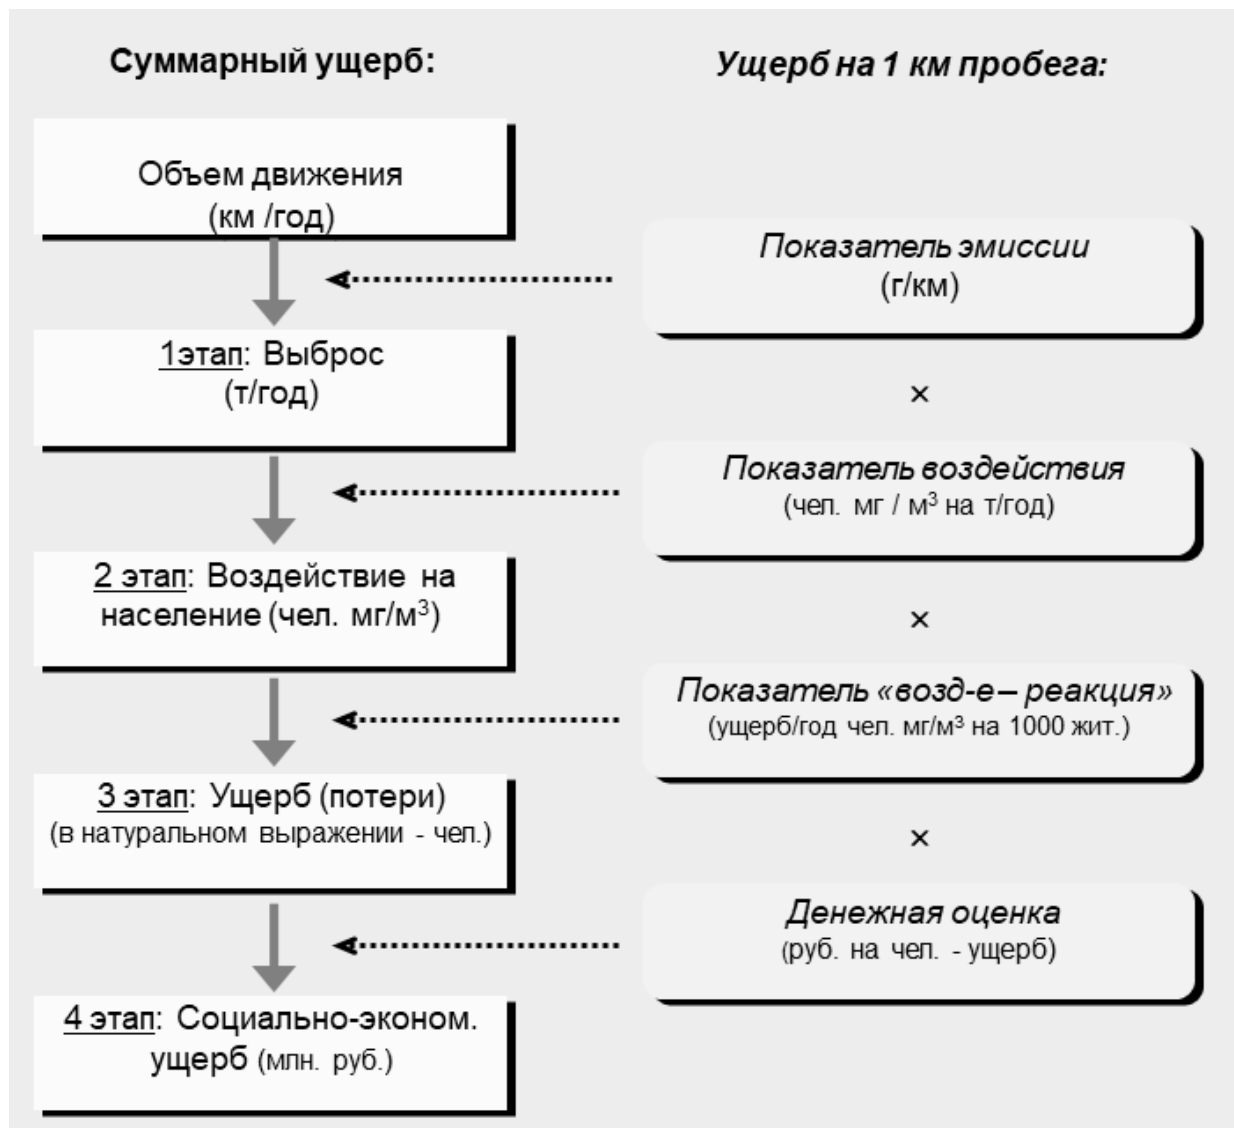 Суммарный ущерб:
Ущерб на 1 км пробега:
Объем движения
(км /год)
Показатель эмиссии
(г/км)
1этап: Выброс
(т/год)
×
Показатель воздействия
(чел. мг / м³ на т/год)
2 этап: Воздействие на
население (чел. мг/м³)
×
Показатель «возд-е– реакция»
(ущерб/год чел. мг/м³ на 1000 жит.)
3 этап: Ущерб (потери)
(в натуральном выражении - чел.)
×
Денежная оценка
(руб. на чел. - ущерб)
4 этап: Социально-эконом.
ущерб (млн. руб.)